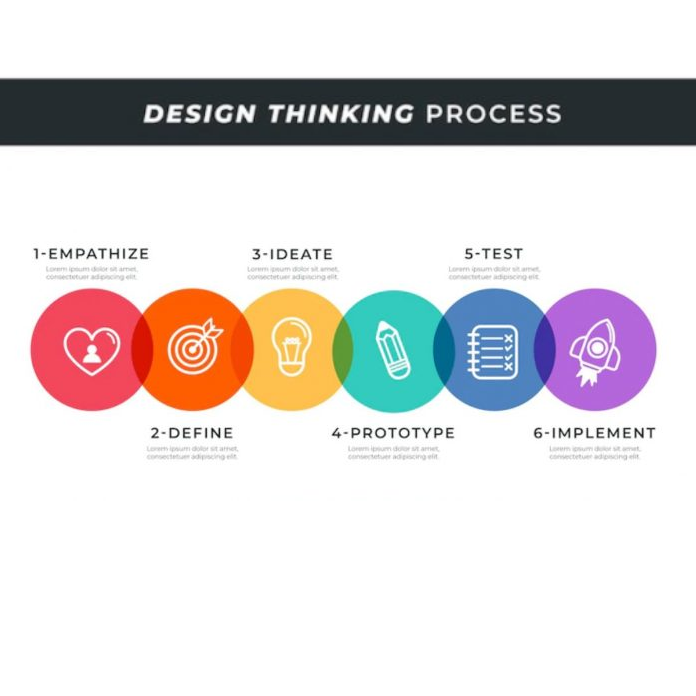 DESIGN THINKING PROCESS
1-EMPATHIZE
Lorem ipsum dolor sit amet,
consectetuer adipiscing elit.
2-DEFINE
Lorem ipsum dolor sit amet,
consectetuer adipiscing elit.
3-IDEATE
Lorem ipsum dolor sit amet,
consectetuer adipiscing elit.
4-PROTOTYPE
Lorem ipsum dolor sit amet,
consectetuer adipiscing elit.
5-TEST
Lorem ipsum dolor sit amet,
consectetuer adipiscing elit.
6-IMPLEMENT
Lorem ipsum dolor sit amet,
consectetuer adipiscing elit.